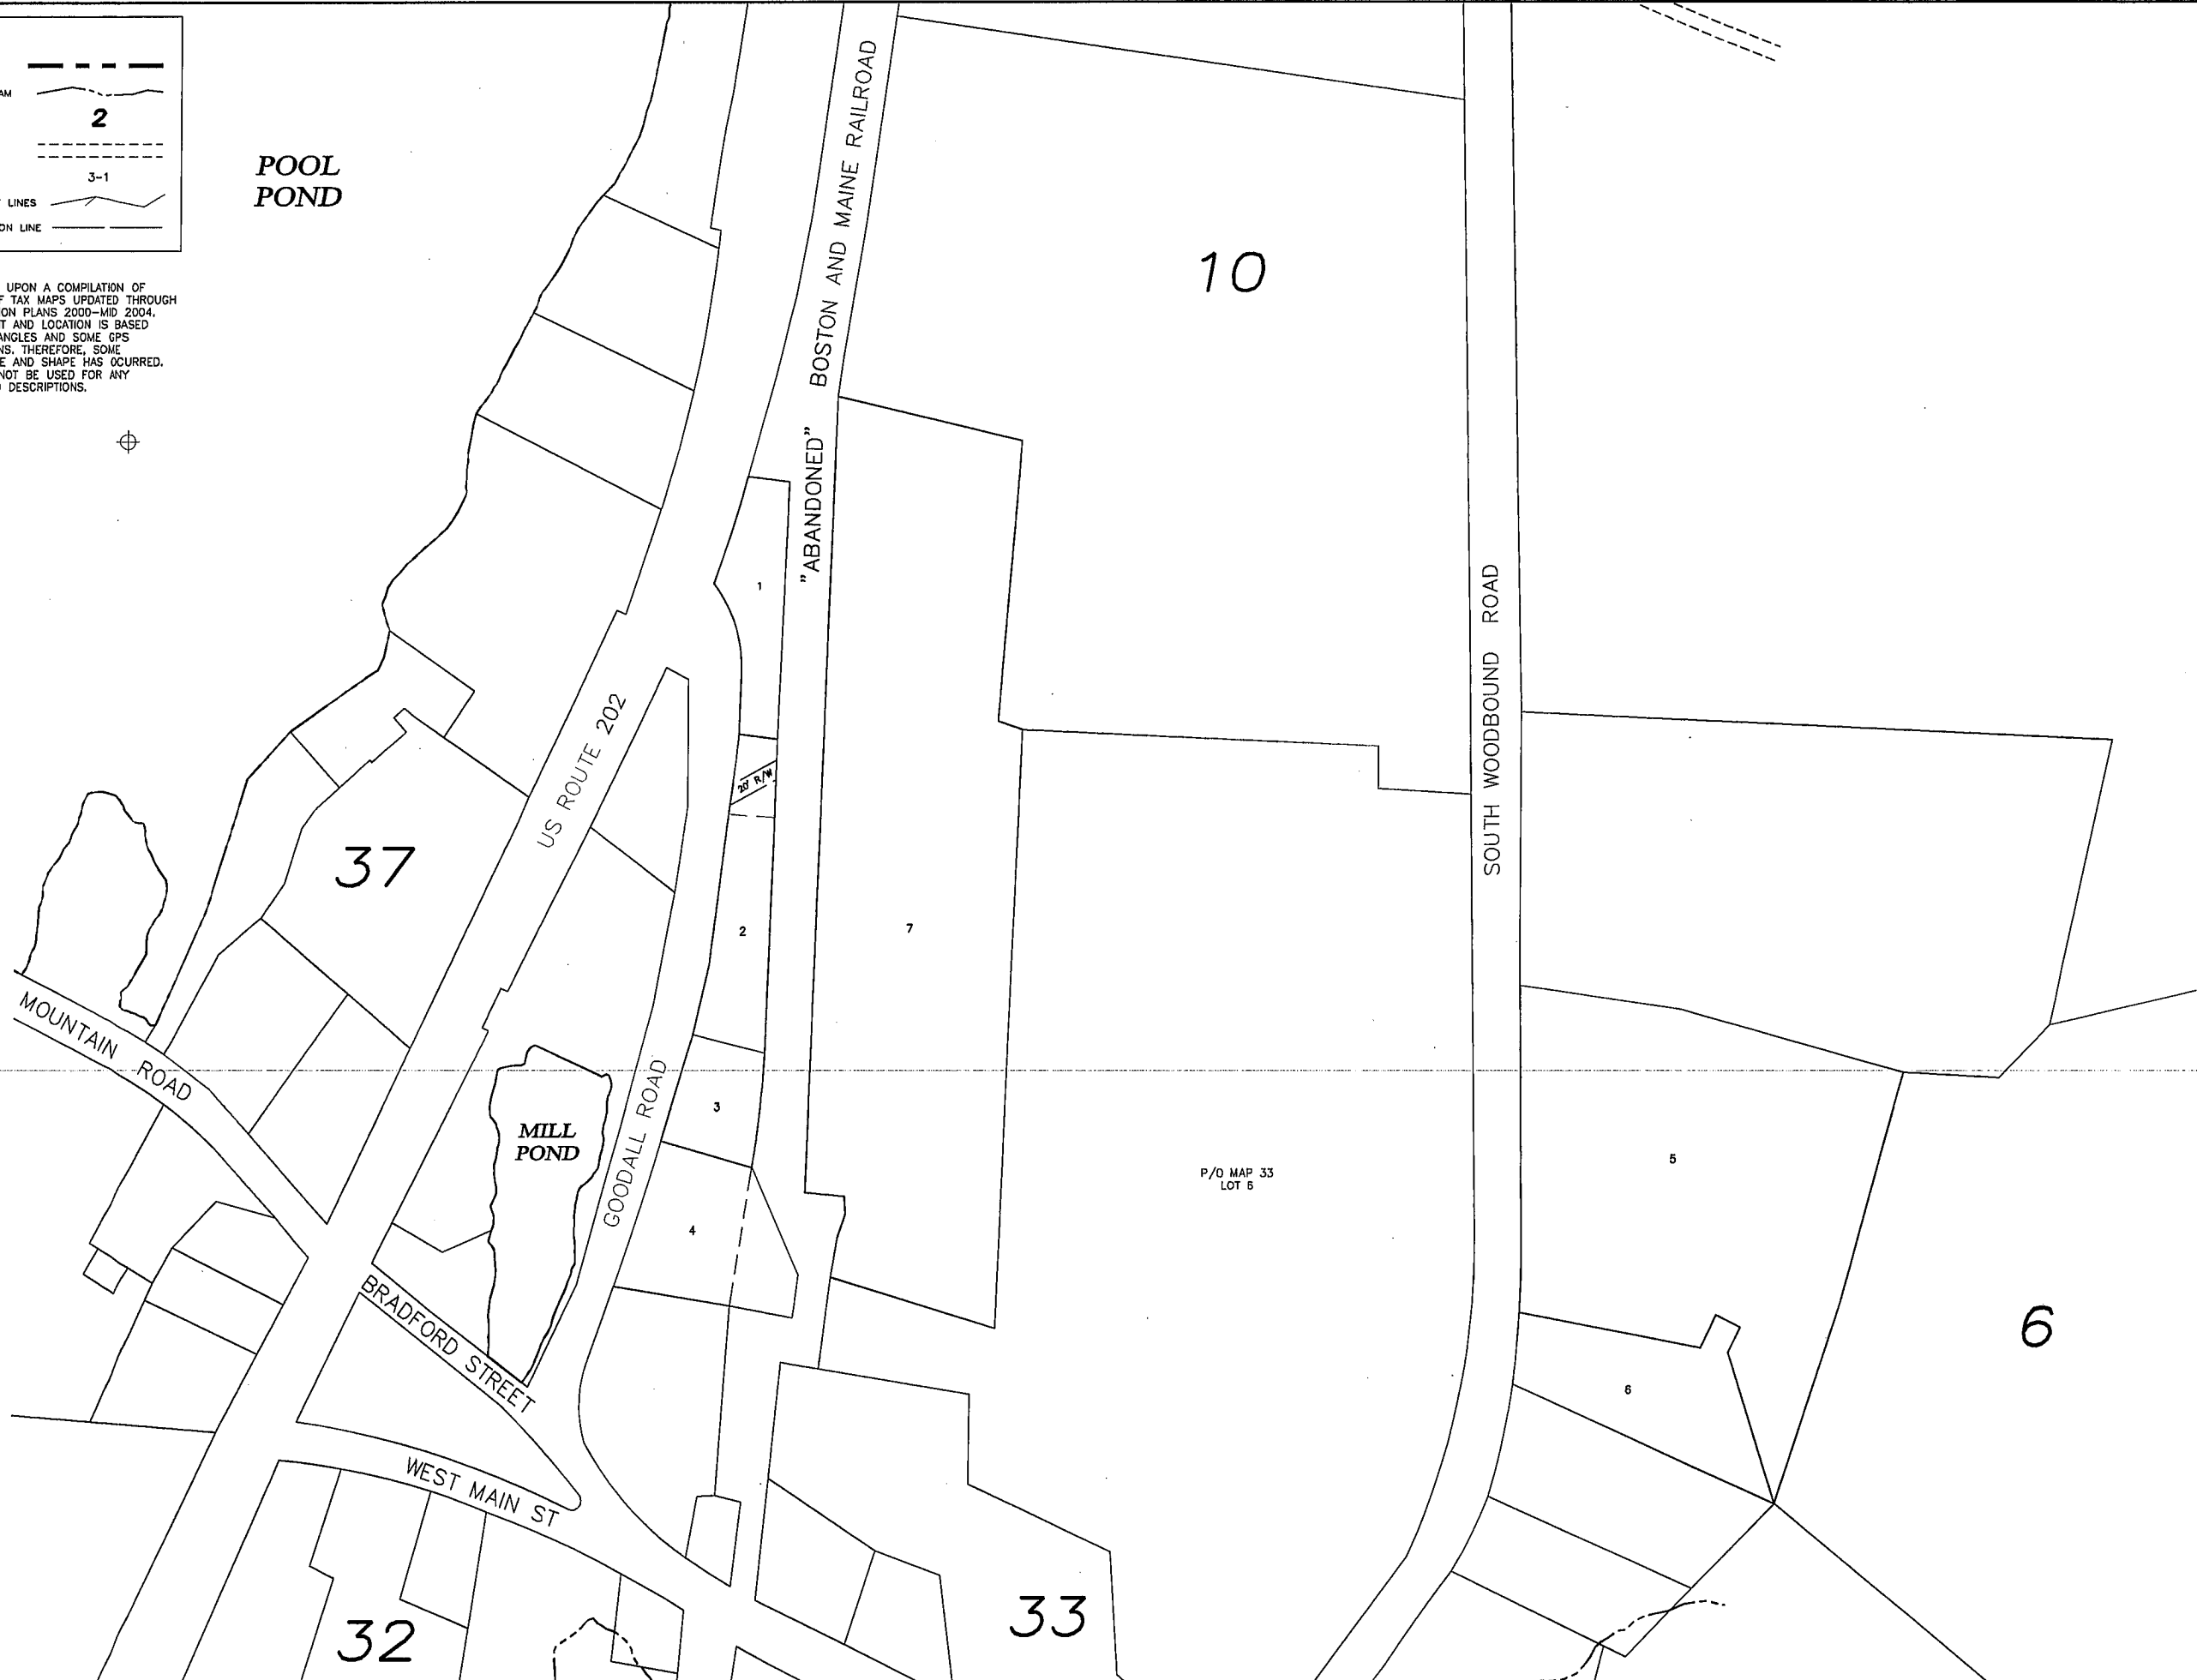 AM
2
3-1
LINES
ON LINE
UPON A COMPILATION OF
F TAX MAPS UPDATED THROUGH
ON PLANS 2000-MID 2004.
T AND LOCATION IS BASED
ANGLES AND SOME GPS
NS. THEREFORE, SOME
E AND SHAPE HAS OCURRED.
NOT BE USED FOR ANY
DESCRIPTIONS.
POOL
POND
"ABANDONED" BOSTON AND MAINE RAILROAD
10
SOUTH WOODBOUND ROAD
1
US ROUTE 202
20' R/W
37
2
7
MOUNTAIN ROAD
GOODALL ROAD
3
MILL
POND
4
P/O MAP 33
LOT 5
5
6
BRADFORD STREET
6
WEST MAIN ST
32
33